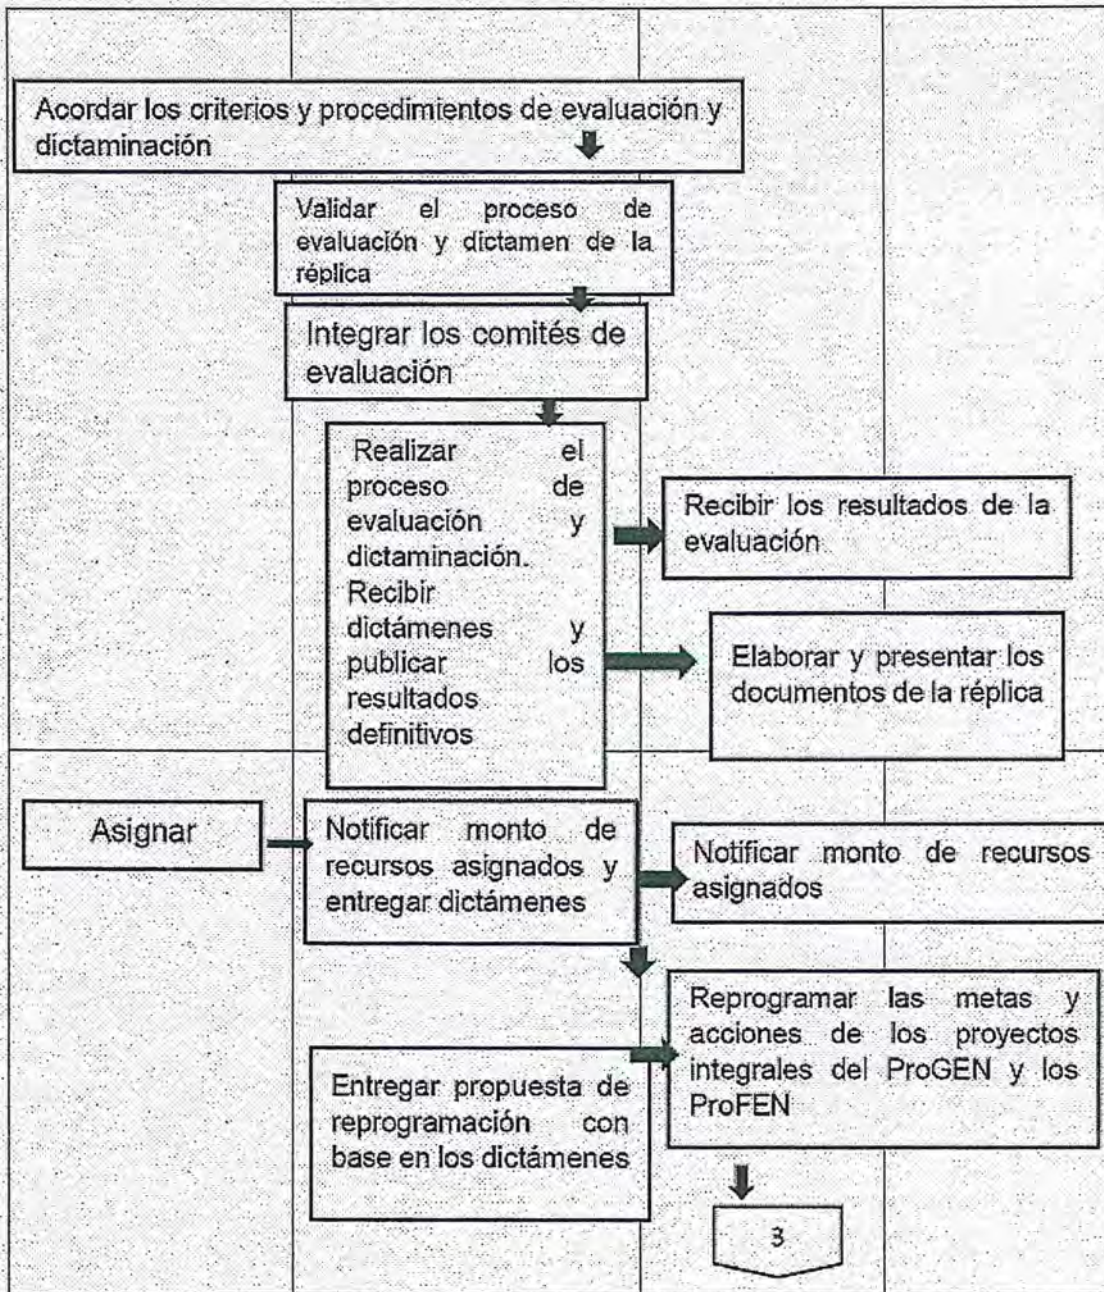 Acordar los criterios y procedimientos de evaluación y
dictaminación
Validar el proceso de
evaluación y dictamen de la
réplica
Integrar los comités de
evaluación
Realizar el
proceso de
evaluación y
dictaminación.
Recibir
dictámenes y
publicar los
resultados
definitivos
Recibir los resultados de la
evaluación
Elaborar y presentar los
documentos de la réplica
Asignar
Notificar monto de
recursos asignados y
entregar dictámenes
Notificar monto de recursos
asignados
Reprogramar las metas y
acciones de los proyectos
integrales del ProGEN y los
ProFEN
Entregar propuesta de
reprogramación con
base en los dictámenes
3